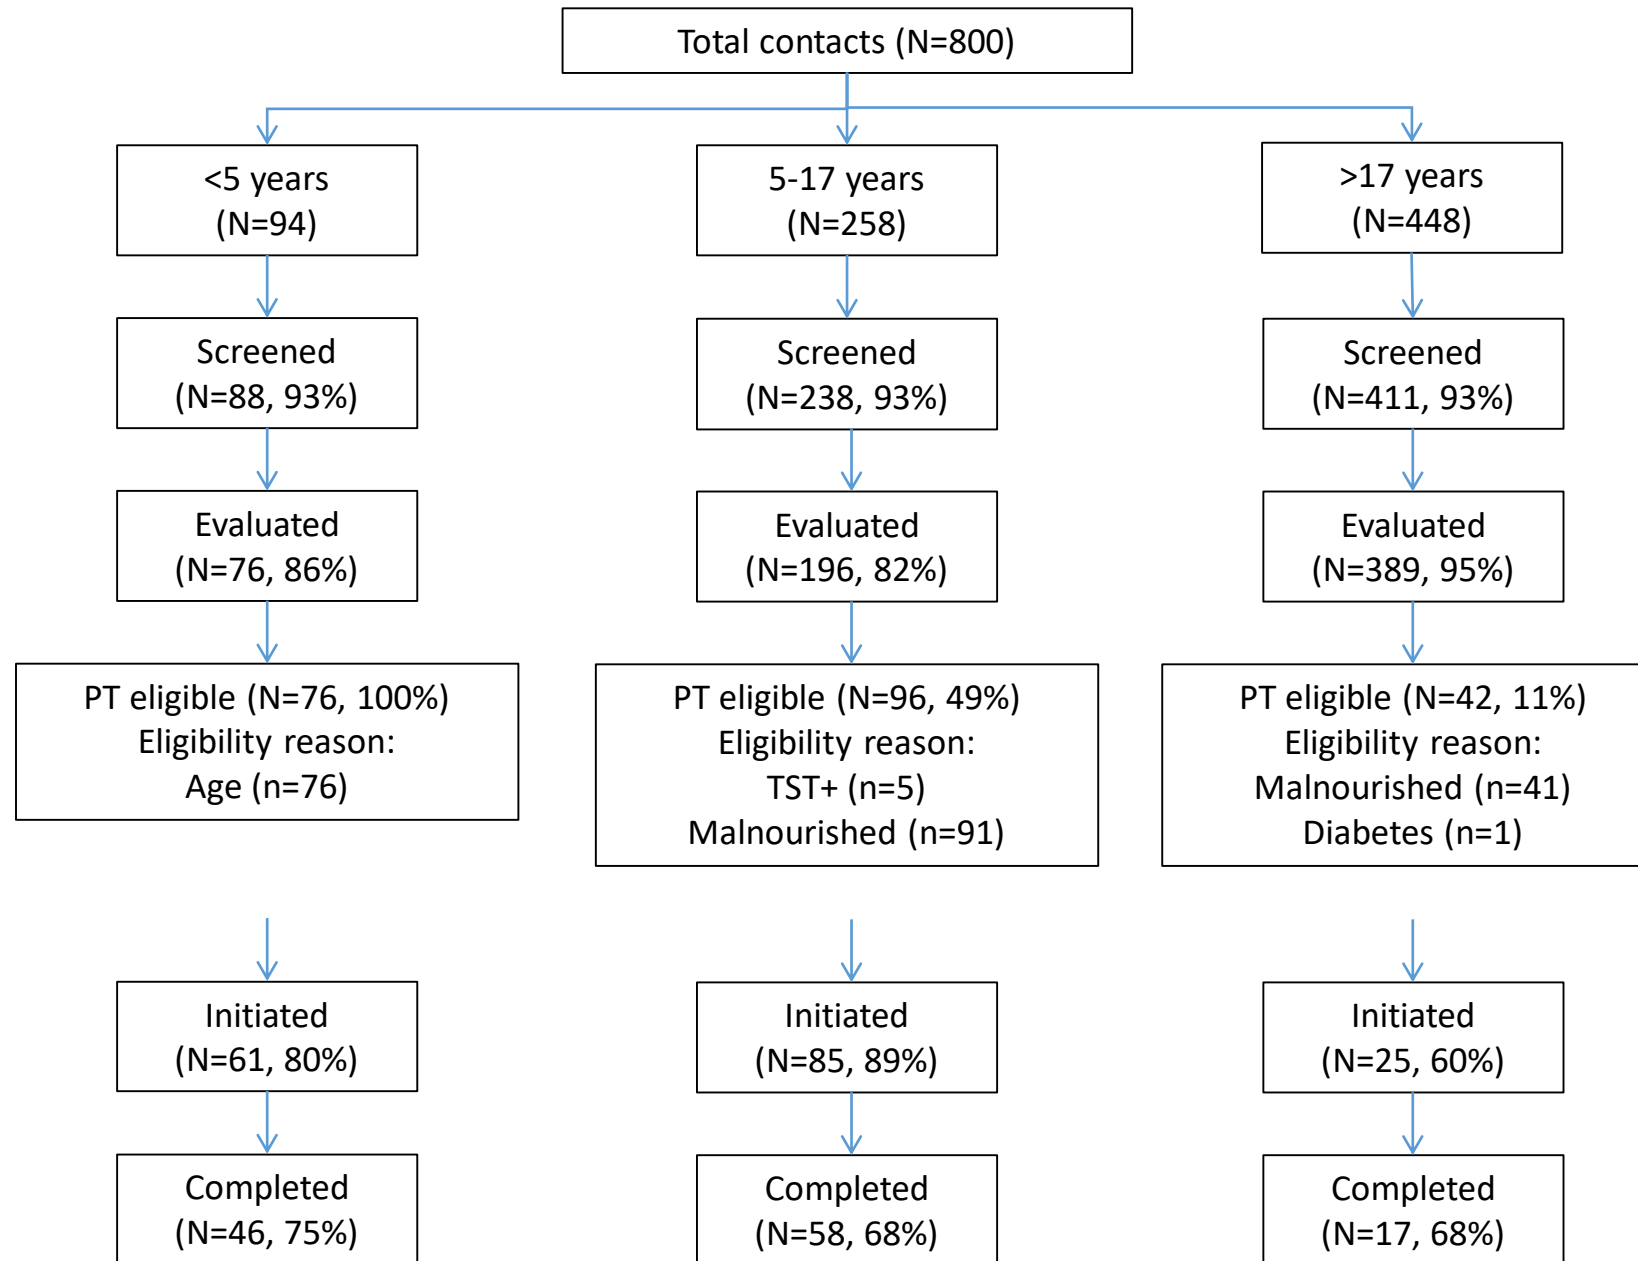 Total contacts (N=800)
<5 years
(N=94)
5-17 years
(N=258)
>17 years
(N=448)
Screened
(N=88, 93%)
Screened
(N=238, 93%)
Screened
(N=411, 93%)
Evaluated
(N=76, 86%)
Evaluated
(N=196, 82%)
Evaluated
(N=389, 95%)
PT eligible (N=76, 100%)
Eligibility reason:
Age (n=76)
PT eligible (N=96, 49%)
Eligibility reason:
TST+ (n=5)
Malnourished (n=91)
PT eligible (N=42, 11%)
Eligibility reason:
Malnourished (n=41)
Diabetes (n=1)
Initiated
(N=61, 80%)
Initiated
(N=85, 89%)
Initiated
(N=25, 60%)
Completed
(N=46, 75%)
Completed
(N=58, 68%)
Completed
(N=17, 68%)